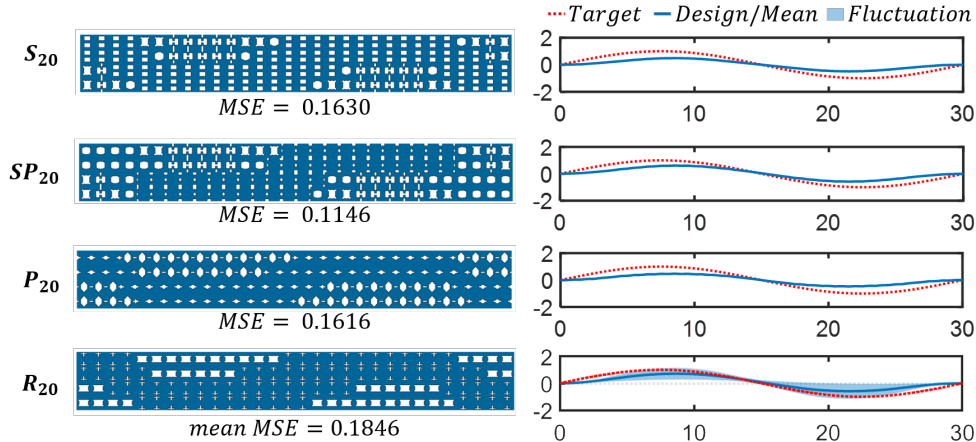 Target Design/Mean Fluctuation
S20
2
0
-2
0 10 20 30
MSE = 0.1630
SP20
2
0
-2
0 10 20 30
MSE = 0.1146
P20
2
0
-2
0 10 20 30
MSE = 0.1616
R20
2
0
-2
0 10 20 30
mean MSE = 0.1846